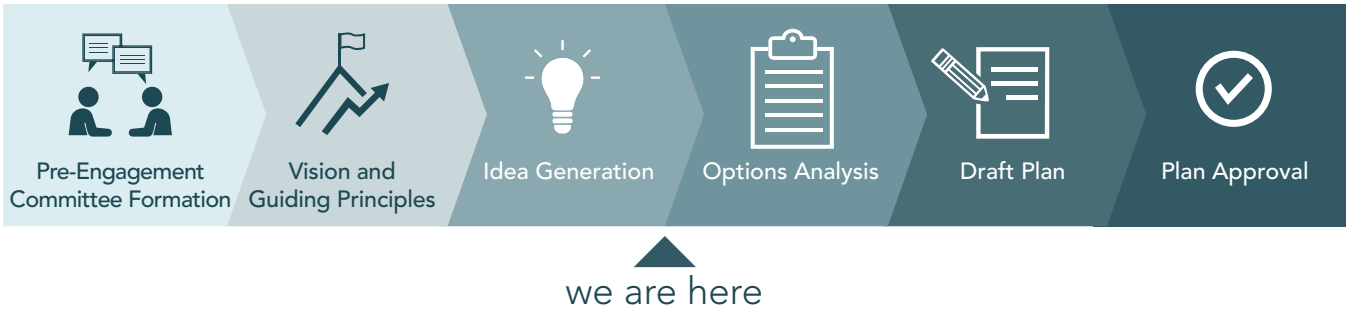 Pre-Engagement
Committee Formation
Vision and
Guiding Principles
Idea Generation
Options Analysis
Draft Plan
Plan Approval
we are here